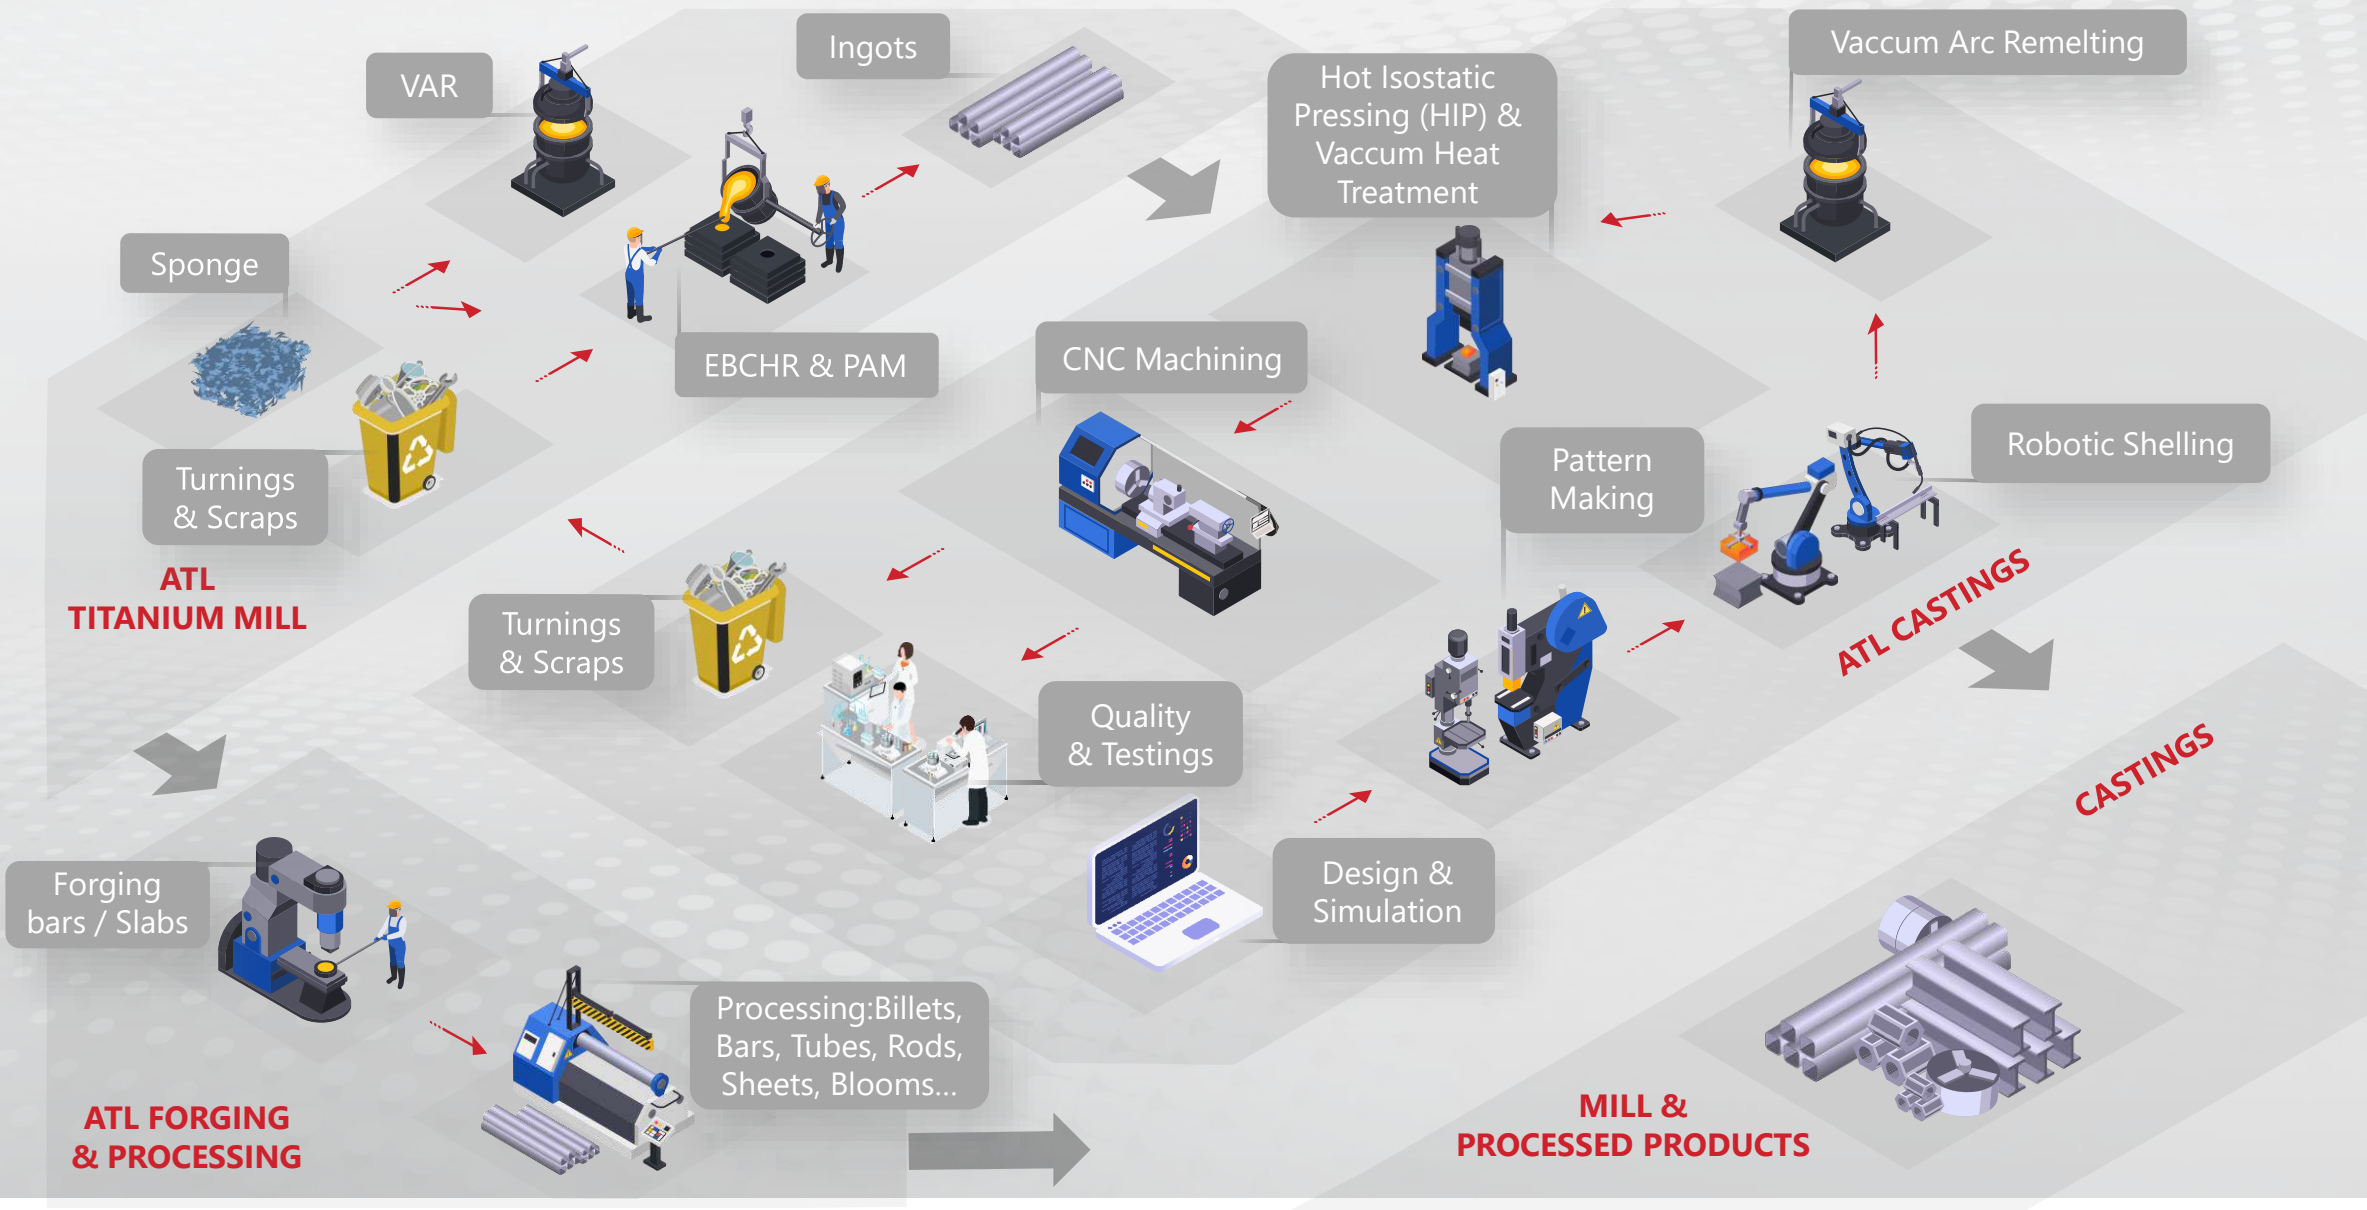 VAR
Ingots
Vaccum Arc Remelting
Hot Isostatic
Pressing (HIP) &
Vaccum Heat
Treatment
Sponge
EBCHR & PAM
CNC Machining
Pattern
Making
Robotic Shelling
Turnings
& Scraps
ATL
TITANIUM MILL
Turnings
& Scraps
ATL CASTINGS
Quality
& Testings
CASTINGS
Forging
bars / Slabs
Design &
Simulation
Processing:Billets,
Bars, Tubes, Rods,
Sheets, Blooms...
ATL FORGING
& PROCESSING
MILL &
PROCESSED PRODUCTS